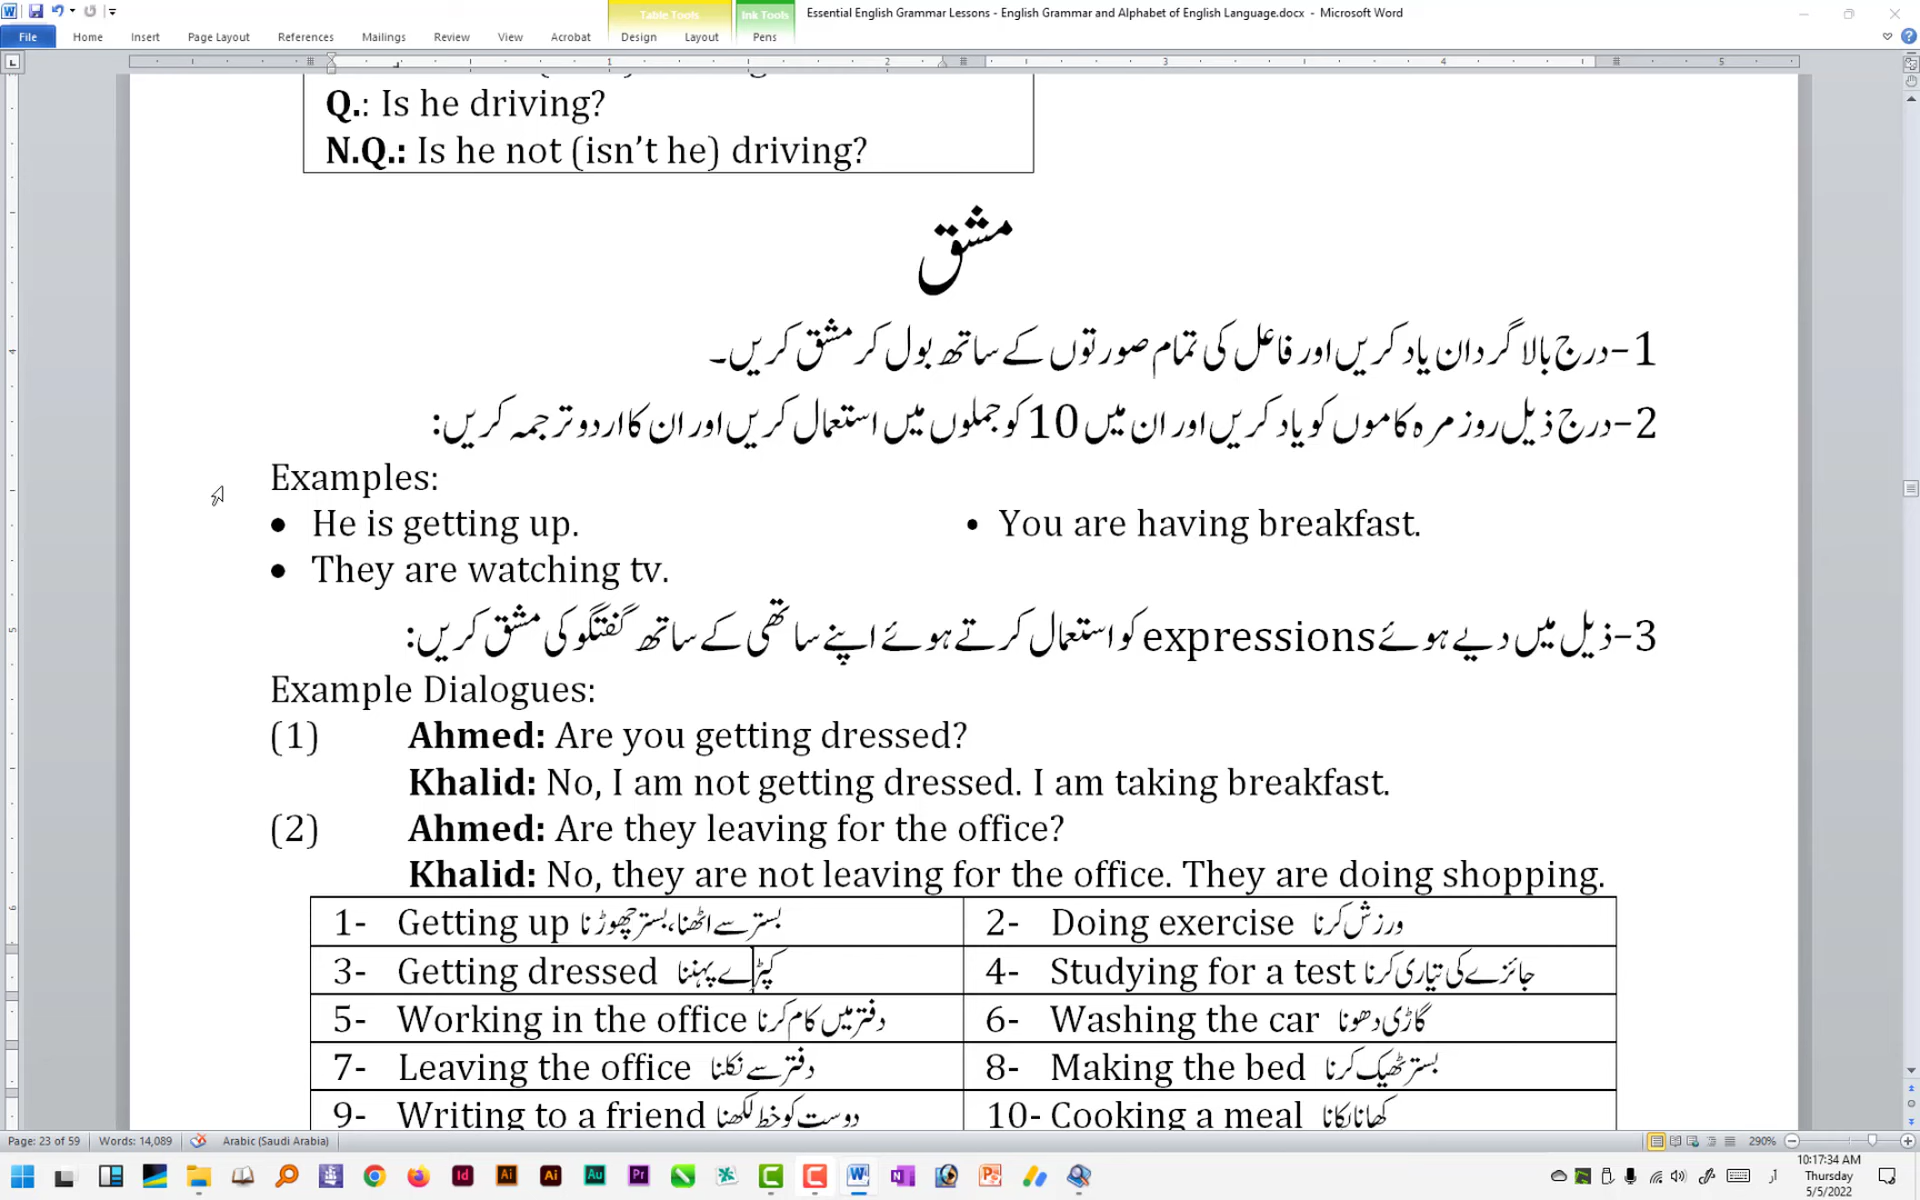 Table Tools
Ink Tools
Essential English Grammar Lessons - English Grammar and Alphabet of English Language.docx - Microsoft Word
File Home Insert Page Layout References Mailings Review View Acrobat Design Layout Pens
1 2 3 4 5
Q.: Is he driving?
N.Q.: Is he not (isn’t he) driving?
مشق
1-درج بالا گردان یاد کریں اور فاعل کی تمام صورتوں کے ساتھ بول کر مشق کریں۔
2-درج ذیل روز مرہ کاموں کو یاد کریں اور ان میں 10 کو جملوں میں استعمال کریں اور ان کا اردو ترجمہ کریں:
Examples:
• He is getting up.
• You are having breakfast.
• They are watching tv.
3-ذیل میں دیے ہوئے expressions کو استعمال کرتے ہوئے اپنے ساتھی کے ساتھ گفتگو کی مشق کریں:
Example Dialogues:
(1) Ahmed: Are you getting dressed?
Khalid: No, I am not getting dressed. I am taking breakfast.
(2) Ahmed: Are they leaving for the office?
Khalid: No, they are not leaving for the office. They are doing shopping.
1- Getting up بستر سے اٹھنا، بستر چھوڑنا
2- Doing exercise ورزش کرنا
3- Getting dressed کپڑے پہننا
4- Studying for a test جائزے کی تیاری کرنا
5- Working in the office دفتر میں کام کرنا
6- Washing the car گاڑی دھونا
7- Leaving the office دفتر سے نکلنا
8- Making the bed بستر ٹھیک کرنا
9- Writing to a friend دوست کو خط لکھنا
10- Cooking a meal کھانا پکانا
Page: 23 of 59 Words: 14,089 Arabic (Saudi Arabia) 290%
10:17:34 AM
Thursday
5/5/2022